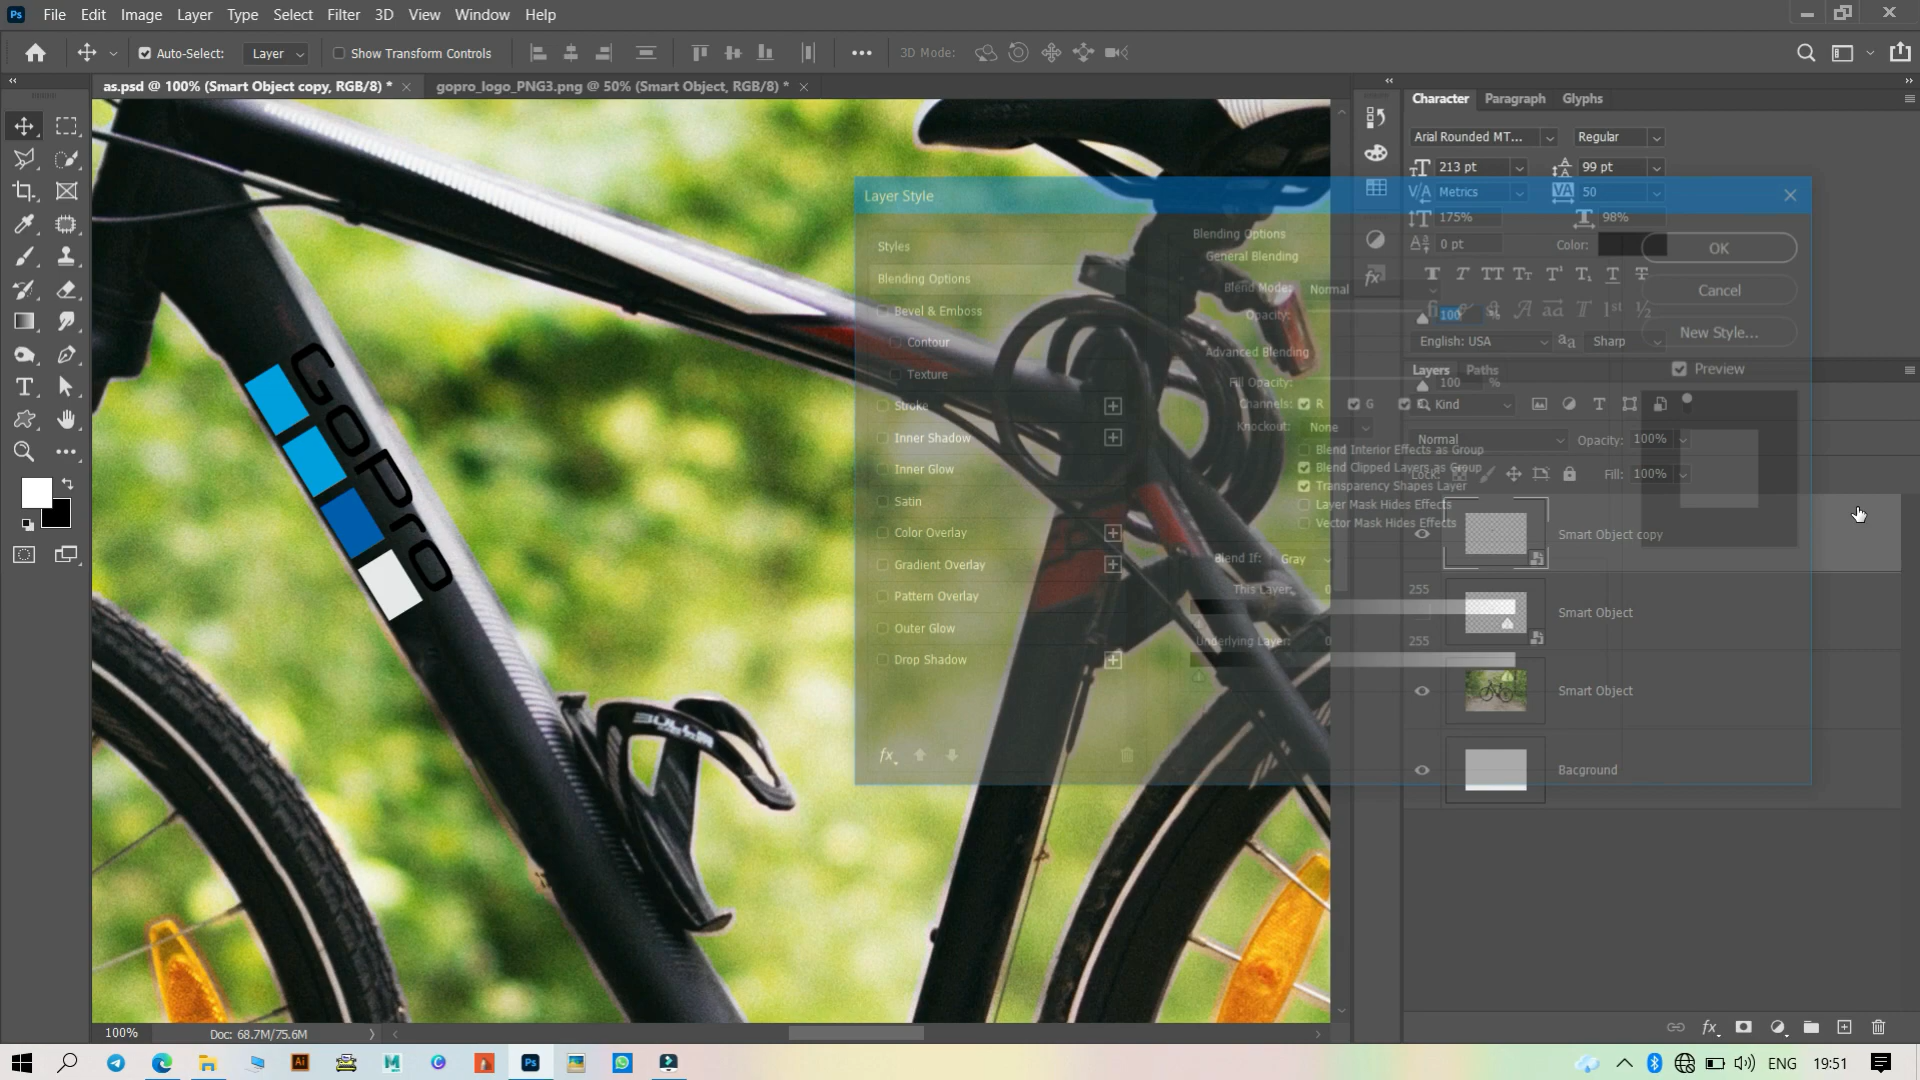 Ps File Edit Image Layer Type Select Filter 3D View Window Help
Auto-Select: Layer Show Transform Controls 3D Mode:
as.psd @ 100% (Smart Object copy, RGB/8) * gopro_logo_PNG3.png @ 50% (Smart Object, RGB/8) *
Character Paragraph Glyphs
Arial Rounded MT... Regular
213 pt 99 pt
Metrics 50
175% 98%
0 pt Color:
English: USA Sharp
Layer Style
Styles
Blending Options
Bevel & Emboss
Contour
Texture
Stroke
Inner Shadow
Inner Glow
Satin
Color Overlay
Gradient Overlay
Pattern Overlay
Outer Glow
Drop Shadow
fx
Blending Options
General Blending
Blend Mode: Normal
Opacity: 100 %
Advanced Blending
Fill Opacity: 100 %
Channels: R G
Knockout: None
Blend Interior Effects as Group
Blend Clipped Layers as Group
Transparency Shapes Layer
Layer Mask Hides Effects
Vector Mask Hides Effects
Blend If: Gray
This Layer: 0 255
Underlying Layer: 0 255
OK
Cancel
New Style...
Preview
Layers Paths
Kind
Normal Opacity: 100%
Lock: Fill: 100%
Smart Object copy
Smart Object
Smart Object
Bacground
GoPro
BULLS
100% Doc: 68.7M/75.6M
ENG 19:51